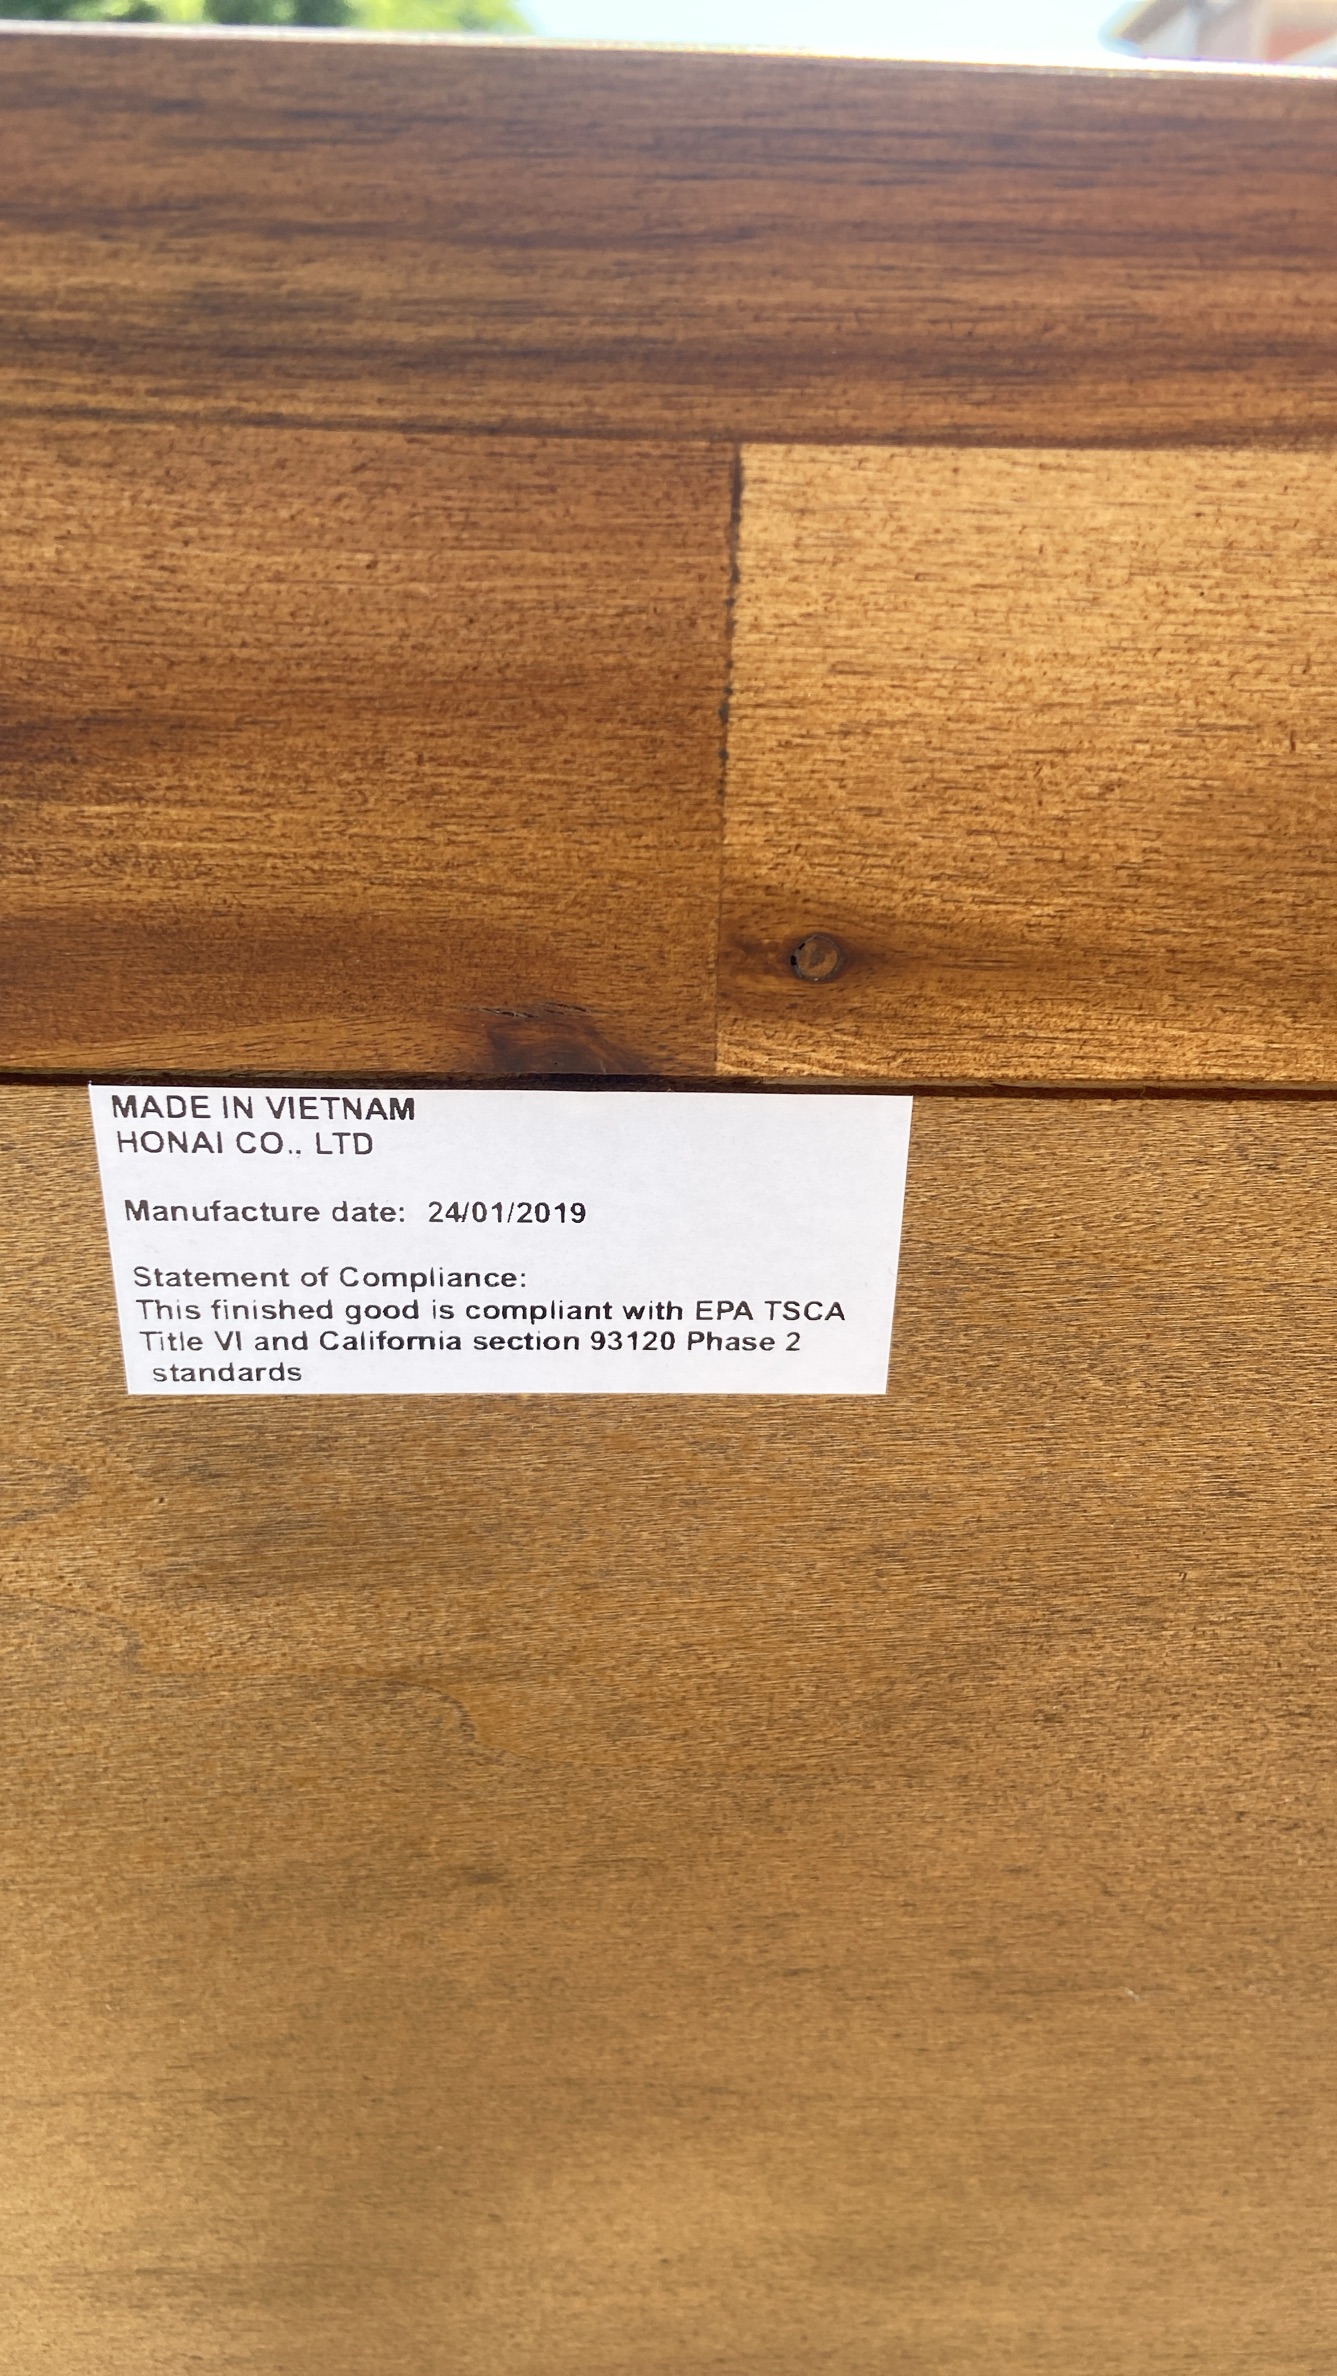 MADE IN VIETNAM
HONAI CO., LTD
Manufacture date: 24/01/2019
Statement of Compliance:
This finished good is compliant with EPA TSCA
Title VI and California section 93120 Phase 2
standards